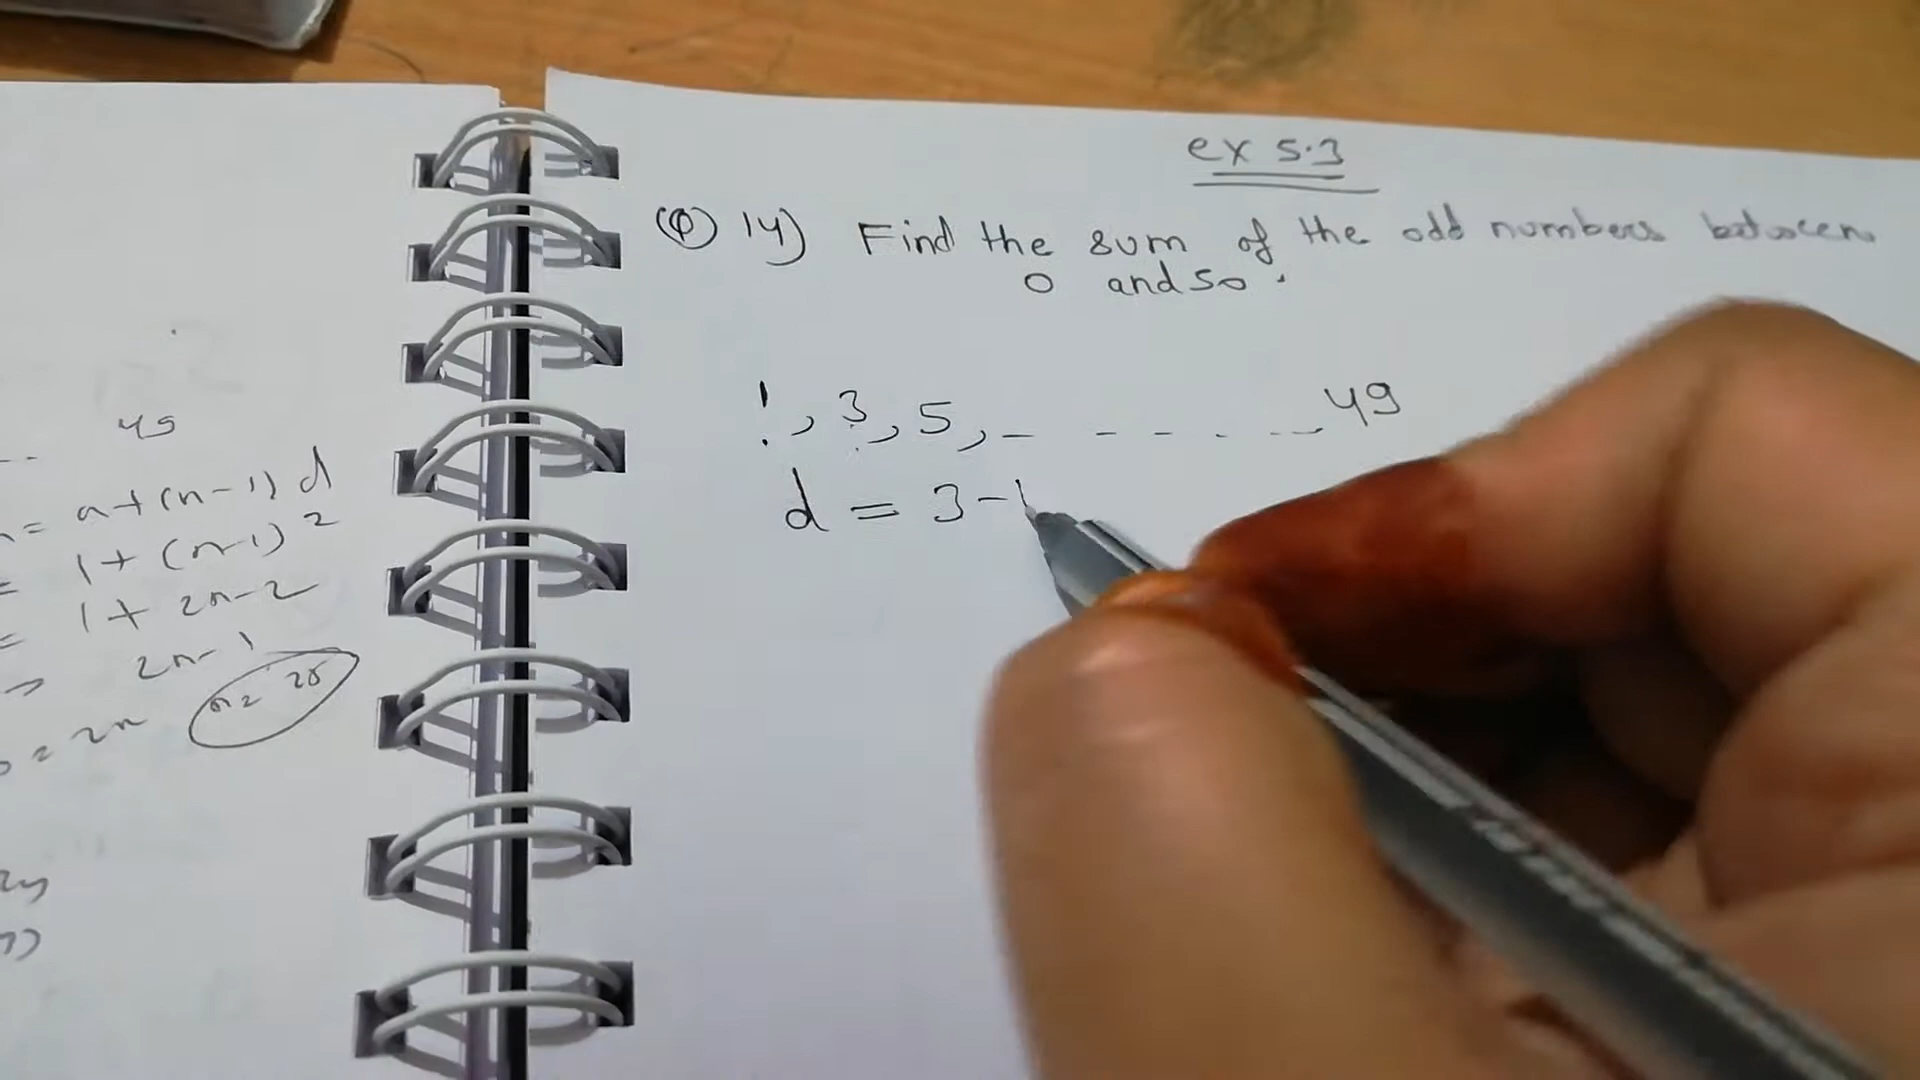 49
= a+(n-1) d
= 1+(n-1) 2
= 1+ 2n-2
2n-1
= 2n
ex 5.3
(Q) 14) Find the sum of the odd numbers between
0 and 50.
1, 3, 5, - - - - - - 49
d = 3-1